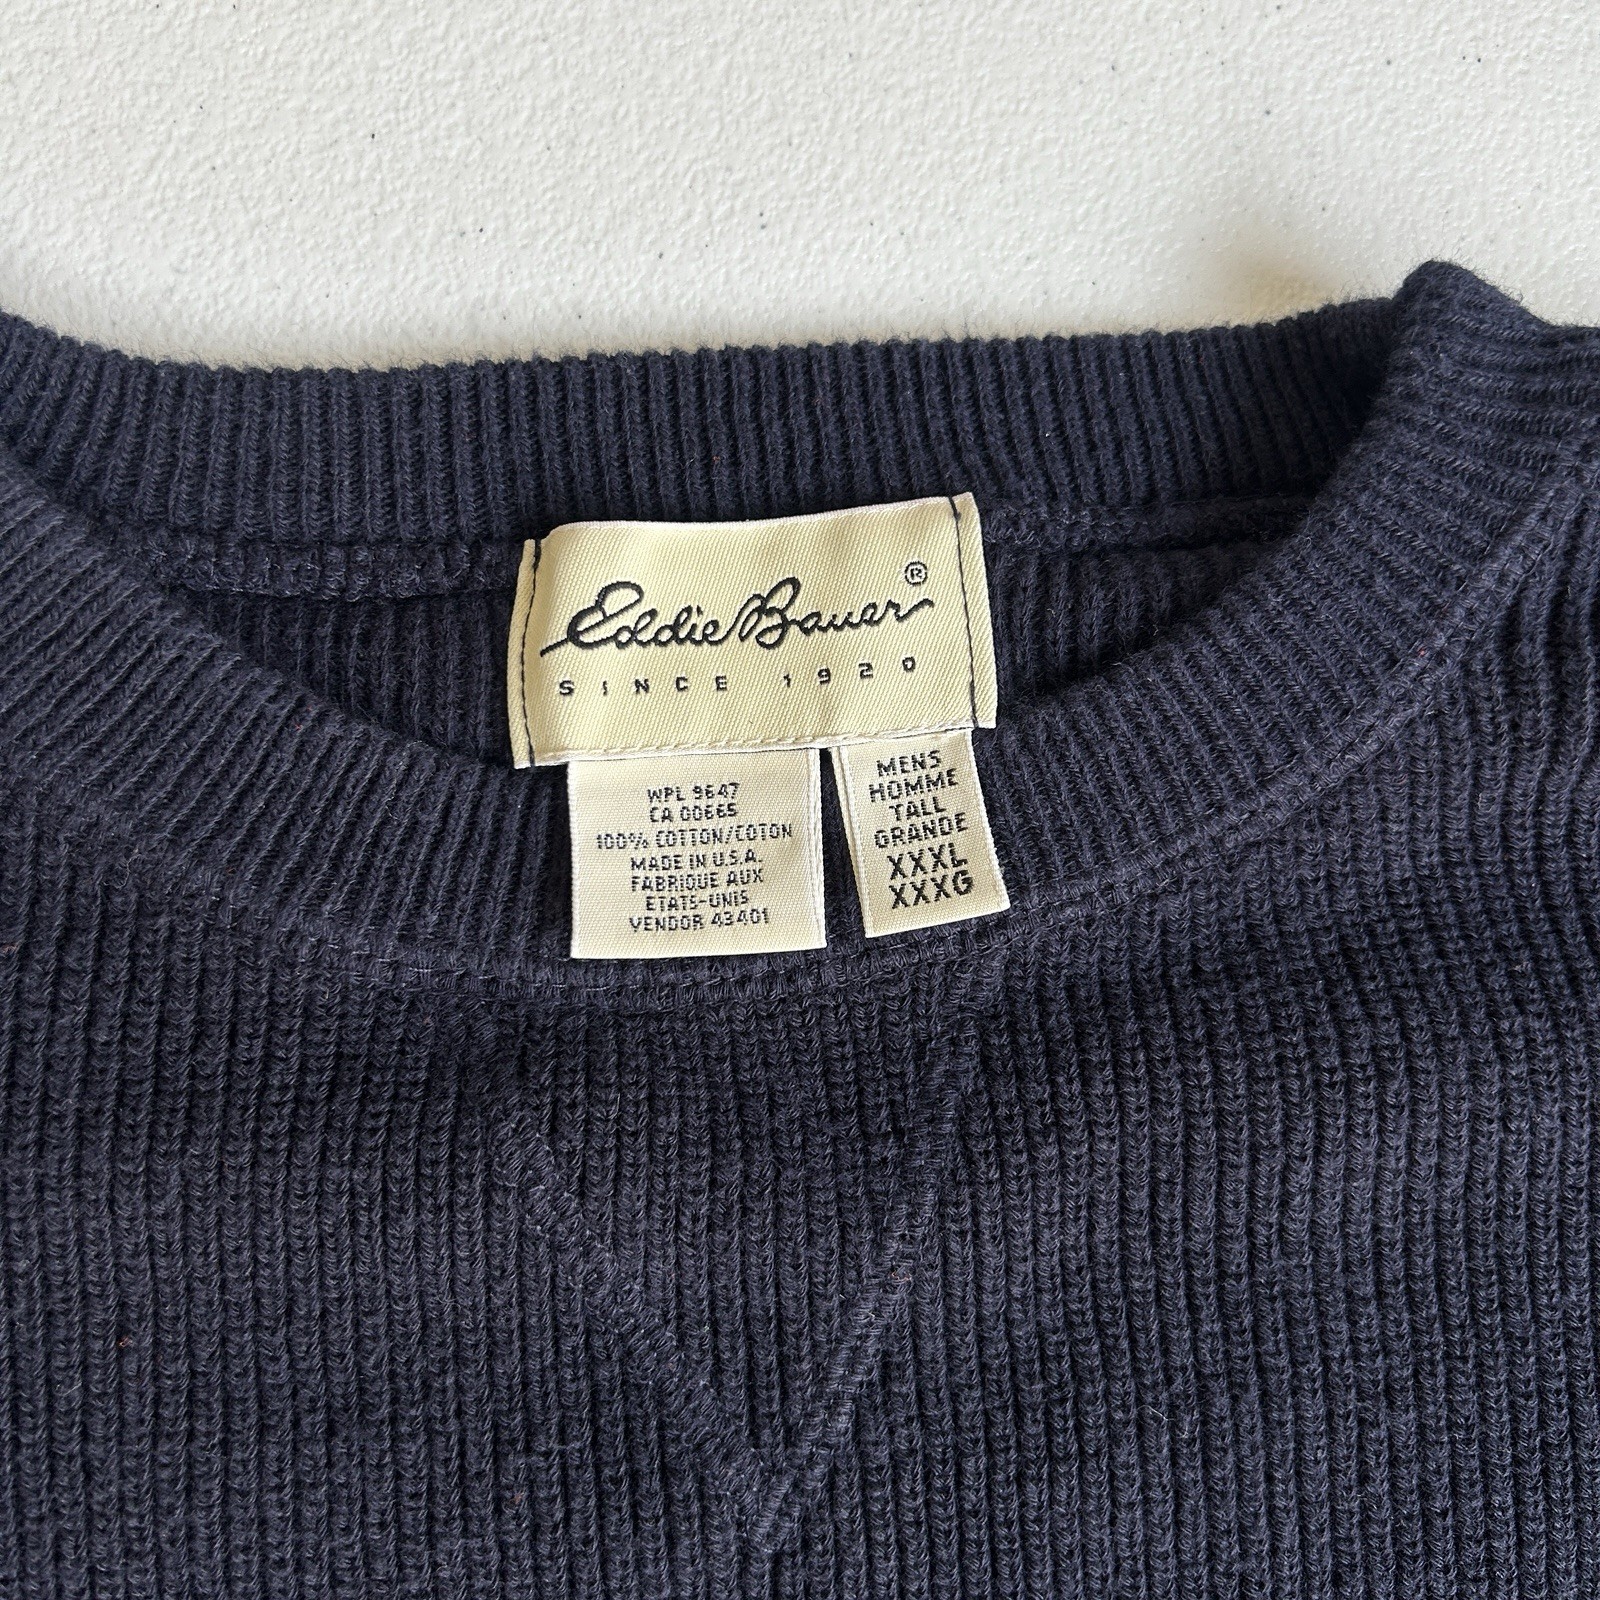 Eddie Bauer®
SINCE 1920
WPL 9647
CA 00665
100% COTTON/COTON
MADE IN U.S.A.
FABRIQUE AUX
ETATS-UNIS
VENDOR 43401
MENS
HOMME
TALL
GRANDE
XXXL
XXXG